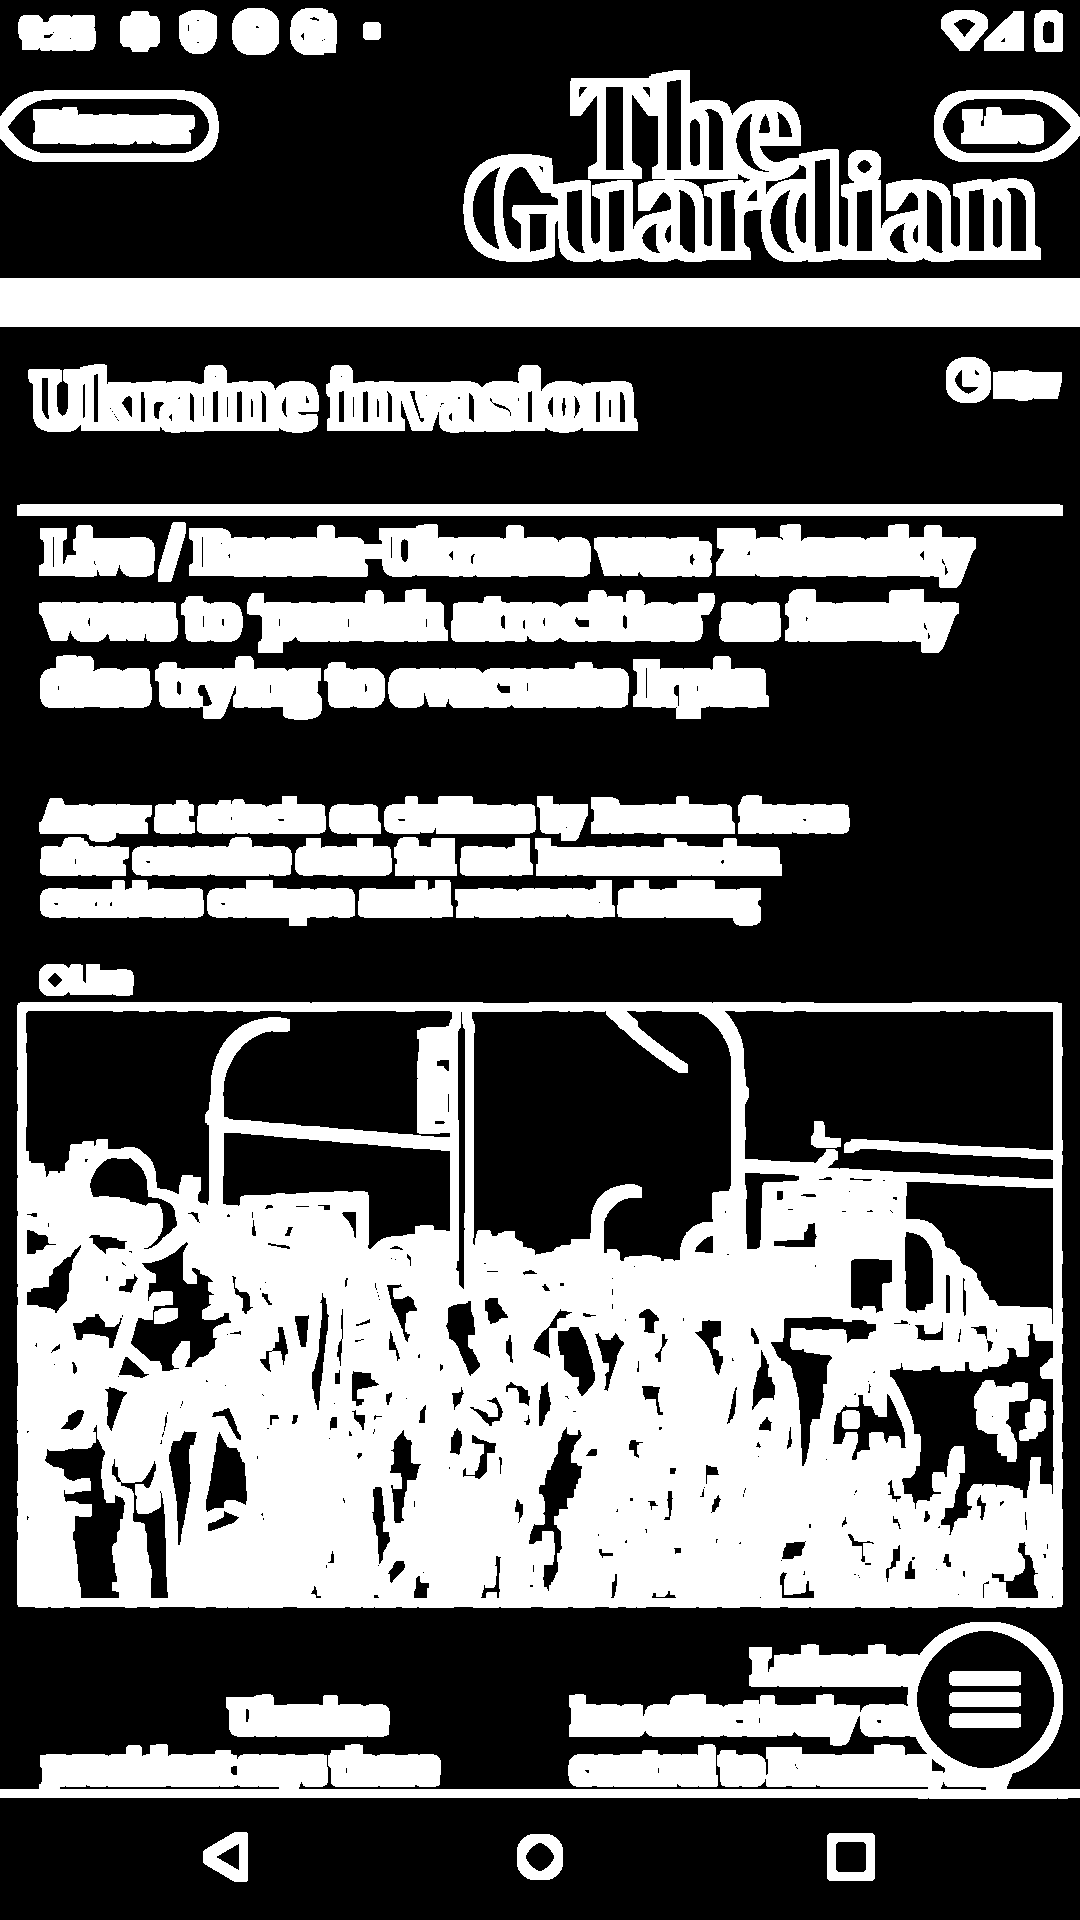 9:25
Discover
Live
The
Guardian
Ukraine invasion
now
Live / Russia-Ukraine war: Zelenskiy
vows to ‘punish atrocities’ as family
dies trying to evacuate Irpin
Anger at attacks on civilians by Russian forces
after ceasefire deals fail and humanitarian
corridors collapse amid renewed shelling
Live
Ukraine
president says there
has effectively
control to